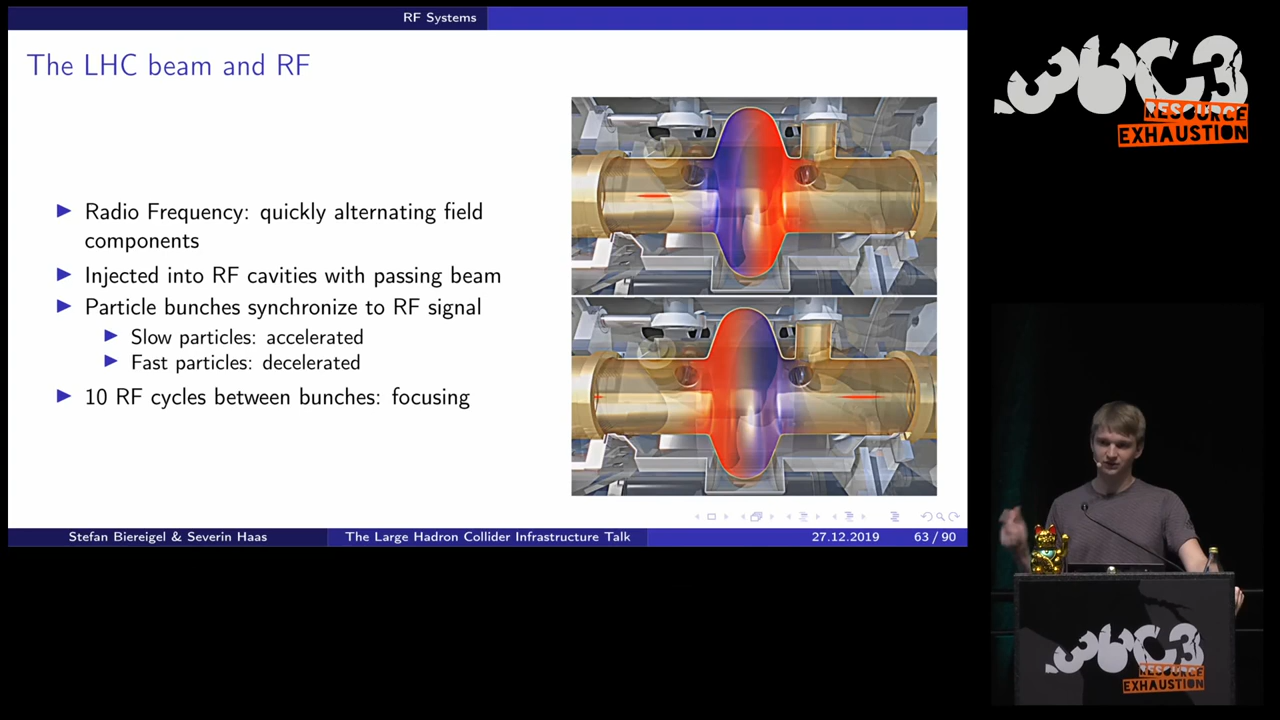 RF Systems
The LHC beam and RF
Radio Frequency: quickly alternating field
components
Injected into RF cavities with passing beam
Particle bunches synchronize to RF signal
Slow particles: accelerated
Fast particles: decelerated
10 RF cycles between bunches: focusing
Stefan Biereigel & Severin Haas
The Large Hadron Collider Infrastructure Talk
27.12.2019
63 / 90
36C3
RESOURCE
EXHAUSTION
36C3
RESOURCE
EXHAUSTION